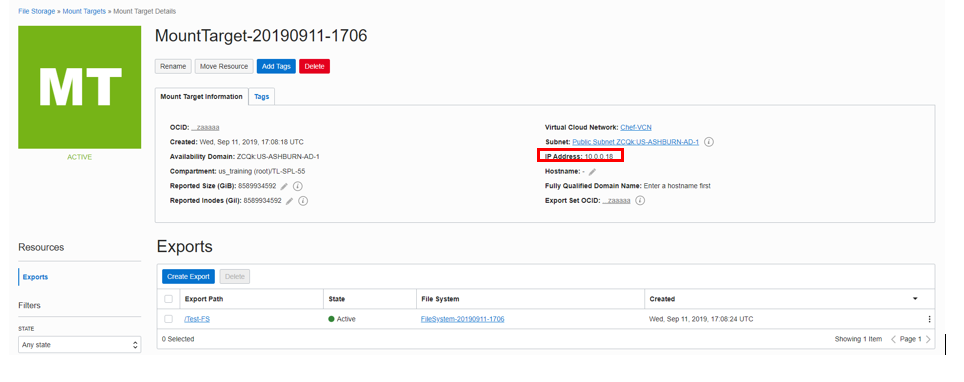 File Storage » Mount Targets » Mount Target Details
MT
ACTIVE
MountTarget-20190911-1706
Rename Move Resource Add Tags Delete
Mount Target Information Tags
OCID: ...zaaaaa
Created: Wed, Sep 11, 2019, 17:08:18 UTC
Availability Domain: ZCQk:US-ASHBURN-AD-1
Compartment: us_training (root)/TL-SPL-55
Reported Size (GiB): 8589934592
Reported Inodes (Gii): 8589934592
Virtual Cloud Network: Chef-VCN
Subnet: Public Subnet ZCQk:US-ASHBURN-AD-1
IP Address: 10.0.0.18
Hostname: -
Fully Qualified Domain Name: Enter a hostname first
Export Set OCID: ...zaaaaa
Resources
Exports
Filters
STATE
Any state
Exports
Create Export Delete
Export Path State File System Created
/Test-FS Active FileSystem-20190911-1706 Wed, Sep 11, 2019, 17:08:24 UTC
0 Selected Showing 1 Item Page 1